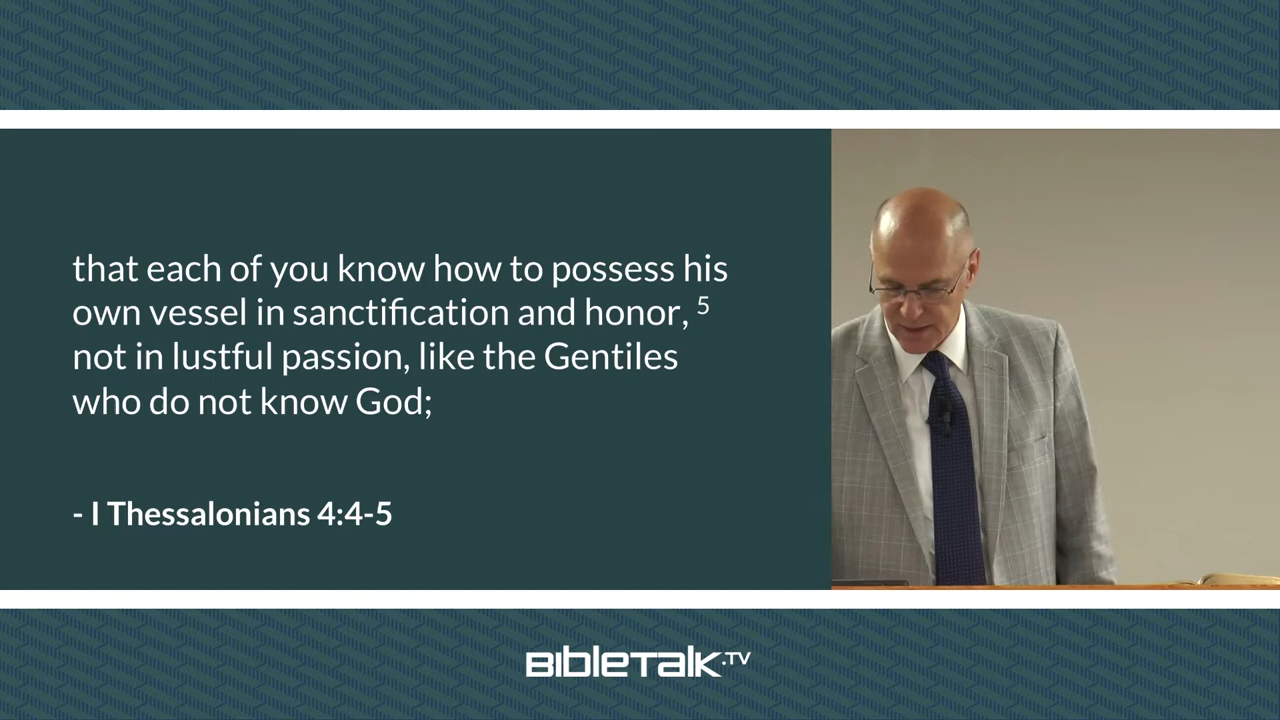 that each of you know how to possess his
own vessel in sanctification and honor, 5
not in lustful passion, like the Gentiles
who do not know God;
- I Thessalonians 4:4-5
BibleTalk.TV